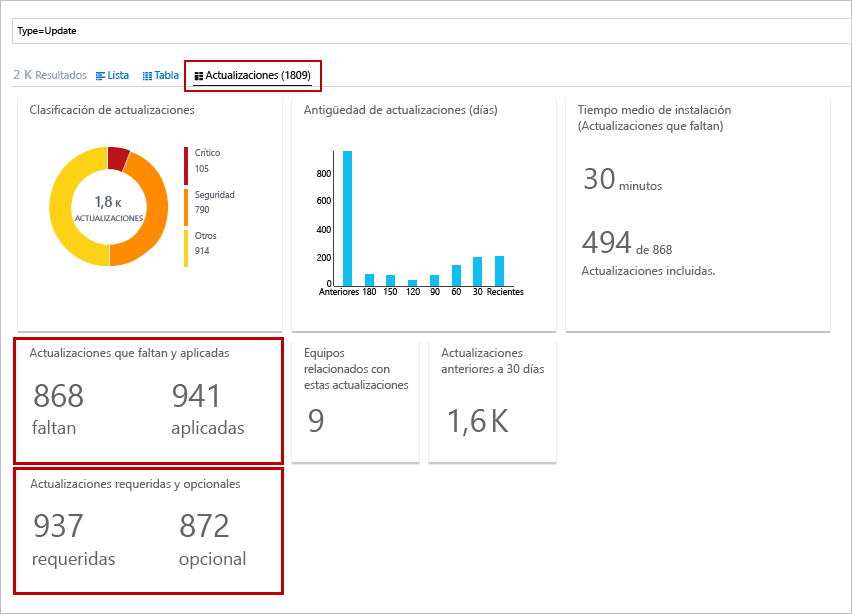 Type=Update
2 K Resultados Lista Tabla Actualizaciones (1809)
Clasificación de actualizaciones
1,8 K
ACTUALIZACIONES
Crítico
105
Seguridad
790
Otros
914
Antigüedad de actualizaciones (días)
800
600
400
200
0
Anteriores 180 150 120 90 60 30 Recientes
Tiempo medio de instalación
(Actualizaciones que faltan)
30 minutos
494 de 868
Actualizaciones incluidas.
Actualizaciones que faltan y aplicadas
868 941
faltan aplicadas
Equipos
relacionados con
estas actualizaciones
9
Actualizaciones
anteriores a 30 días
1,6 K
Actualizaciones requeridas y opcionales
937 872
requeridas opcional